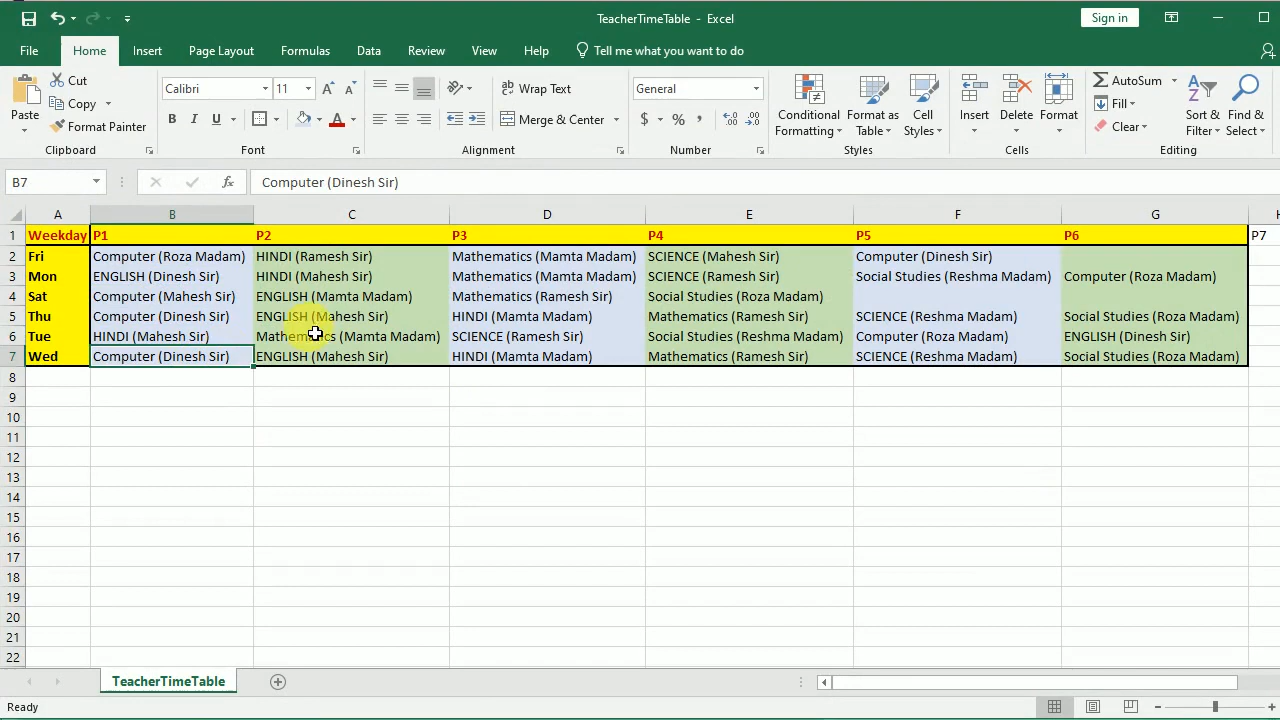 TeacherTimeTable - Excel
Sign in
File Home Insert Page Layout Formulas Data Review View Help Tell me what you want to do
Paste
Cut
Copy
Format Painter
Clipboard
Calibri 11
B I U A
Font
Wrap Text
Merge & Center
Alignment
General
$ % ,
Number
Conditional Formatting
Format as Table
Cell Styles
Styles
Insert Delete Format
Cells
AutoSum
Fill
Clear
Sort & Filter
Find & Select
Editing
B7 fx Computer (Dinesh Sir)
A B C D E F G
1 Weekday P1 P2 P3 P4 P5 P6 P7
2 Fri Computer (Roza Madam) HINDI (Ramesh Sir) Mathematics (Mamta Madam) SCIENCE (Mahesh Sir) Computer (Dinesh Sir)
3 Mon ENGLISH (Dinesh Sir) HINDI (Mahesh Sir) Mathematics (Mamta Madam) SCIENCE (Ramesh Sir) Social Studies (Reshma Madam) Computer (Roza Madam)
4 Sat Computer (Mahesh Sir) ENGLISH (Mamta Madam) Mathematics (Ramesh Sir) Social Studies (Roza Madam)
5 Thu Computer (Dinesh Sir) ENGLISH (Mahesh Sir) HINDI (Mamta Madam) Mathematics (Ramesh Sir) SCIENCE (Reshma Madam) Social Studies (Roza Madam)
6 Tue HINDI (Mahesh Sir) Mathematics (Mamta Madam) SCIENCE (Ramesh Sir) Social Studies (Reshma Madam) Computer (Roza Madam) ENGLISH (Dinesh Sir)
7 Wed Computer (Dinesh Sir) ENGLISH (Mahesh Sir) HINDI (Mamta Madam) Mathematics (Ramesh Sir) SCIENCE (Reshma Madam) Social Studies (Roza Madam)
8
9
10
11
12
13
14
15
16
17
18
19
20
21
22
TeacherTimeTable
Ready